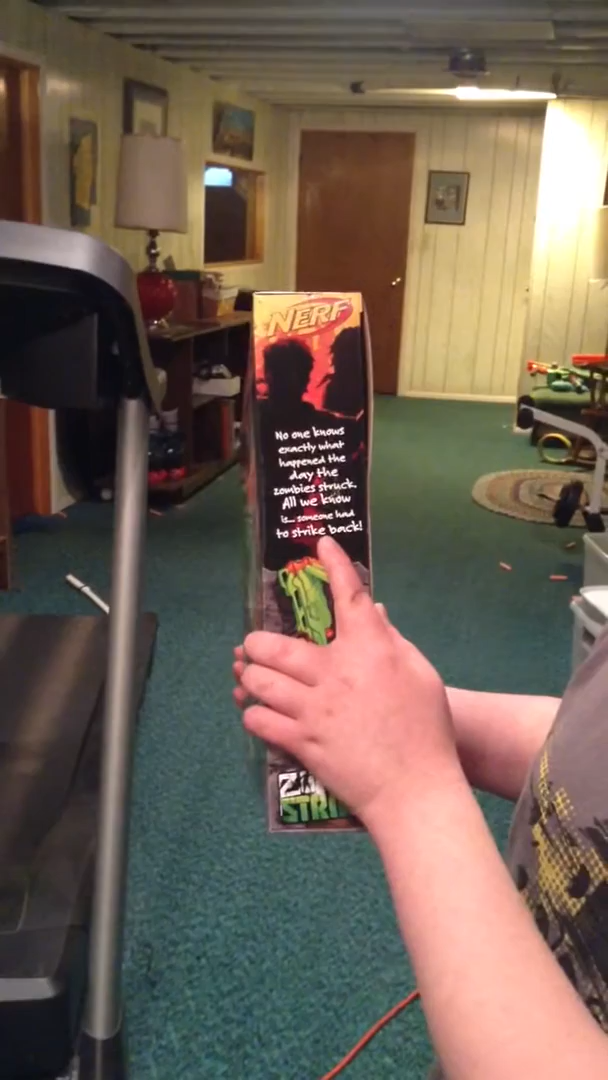 NERF
No one knows
exactly what
happened the
day the
zombies struck.
All we know
is... someone had
to strike back!